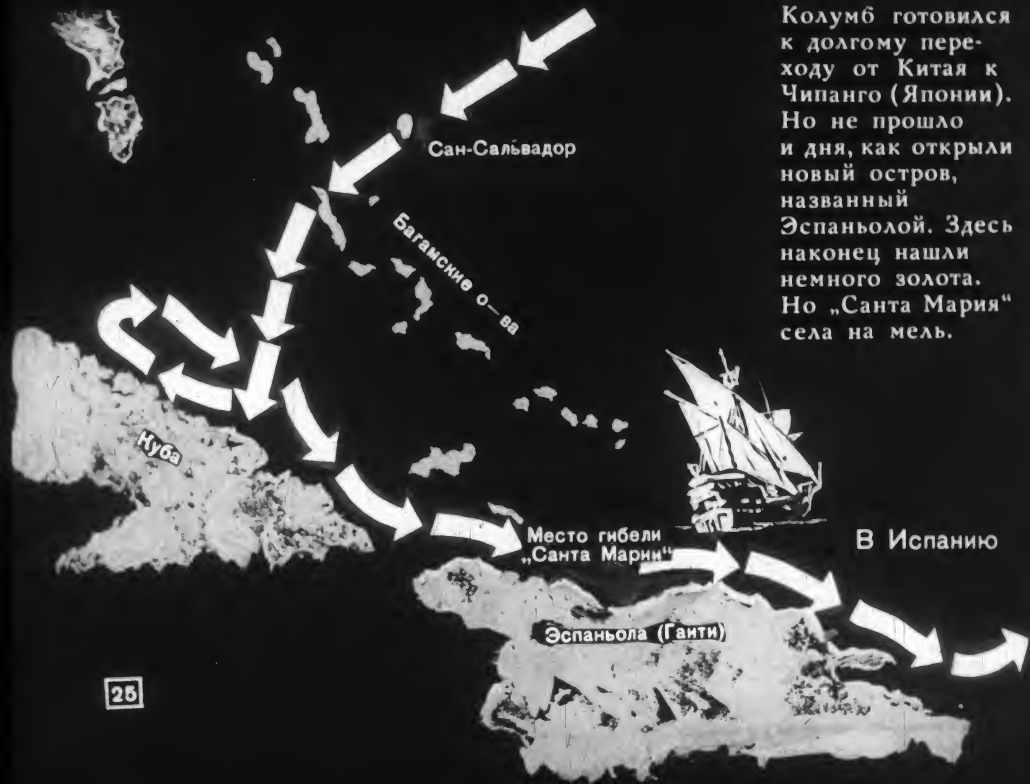 Колумб готовился
к долгому пере-
ходу от Китая к
Чипанго (Японии).
Но не прошло
и дня, как открыли
новый остров,
названный
Эспаньолой. Здесь
наконец нашли
немного золота.
Но „Санта Мария“
села на мель.
Сан-Сальвадор
Багамские о—ва
Куба
Место гибели
„Санта Марии“
В Испанию
Эспаньола (Гаити)
25